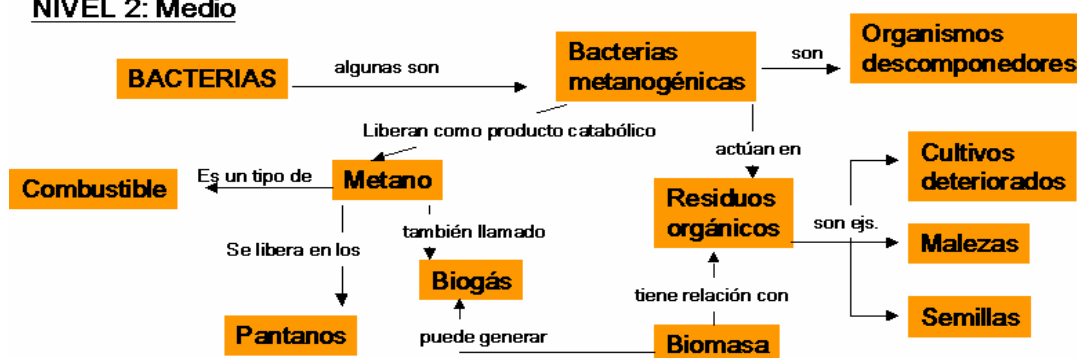 NIVEL 2: Medio
BACTERIAS
algunas son
Bacterias
metanogénicas
son
Organismos
descomponedores
Liberan como producto catabólico
actúan en
Combustible
Es un tipo de
Metano
Residuos
orgánicos
son ejs.
Cultivos
deteriorados
Malezas
Semillas
Se libera en los
también llamado
Biogás
tiene relación con
Pantanos
puede generar
Biomasa